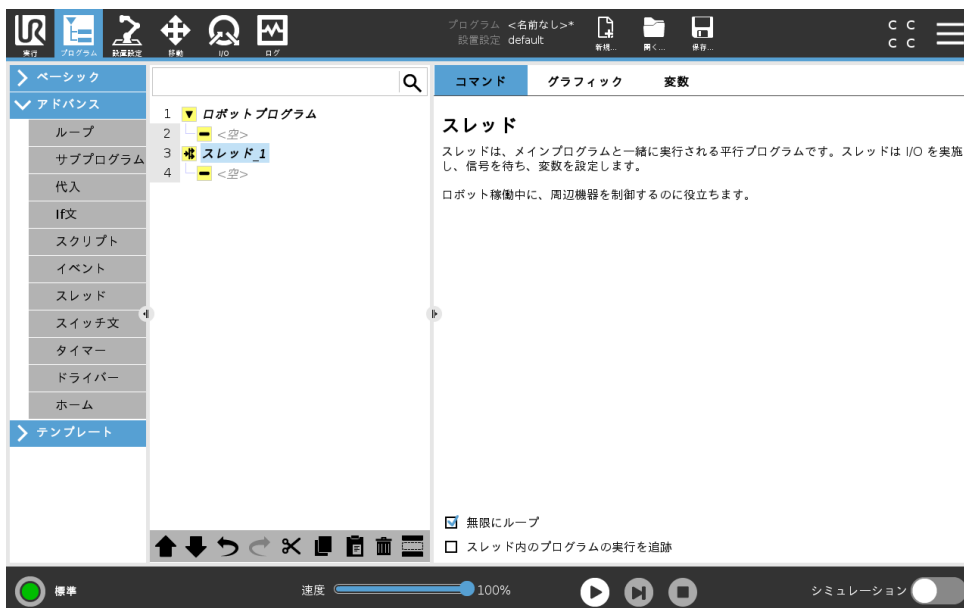 UR
実行
プログラム
設置設定
移動
I/O
ログ
プログラム <名前なし>*
設置設定 default
新規...
開く...
保存...
C C
C C
ベーシック
アドバンス
ループ
サブプログラム
代入
If文
スクリプト
イベント
スレッド
スイッチ文
タイマー
ドライバー
ホーム
テンプレート
1 ロボットプログラム
2 <空>
3 スレッド_1
4 <空>
コマンド グラフィック 変数
スレッド
スレッドは、メインプログラムと一緒に実行される平行プログラムです。スレッドは I/O を実施
し、信号を待ち、変数を設定します。
ロボット稼働中に、周辺機器を制御するのに役立ちます。
無限にループ
スレッド内のプログラムの実行を追跡
標準
速度 100%
シミュレーション